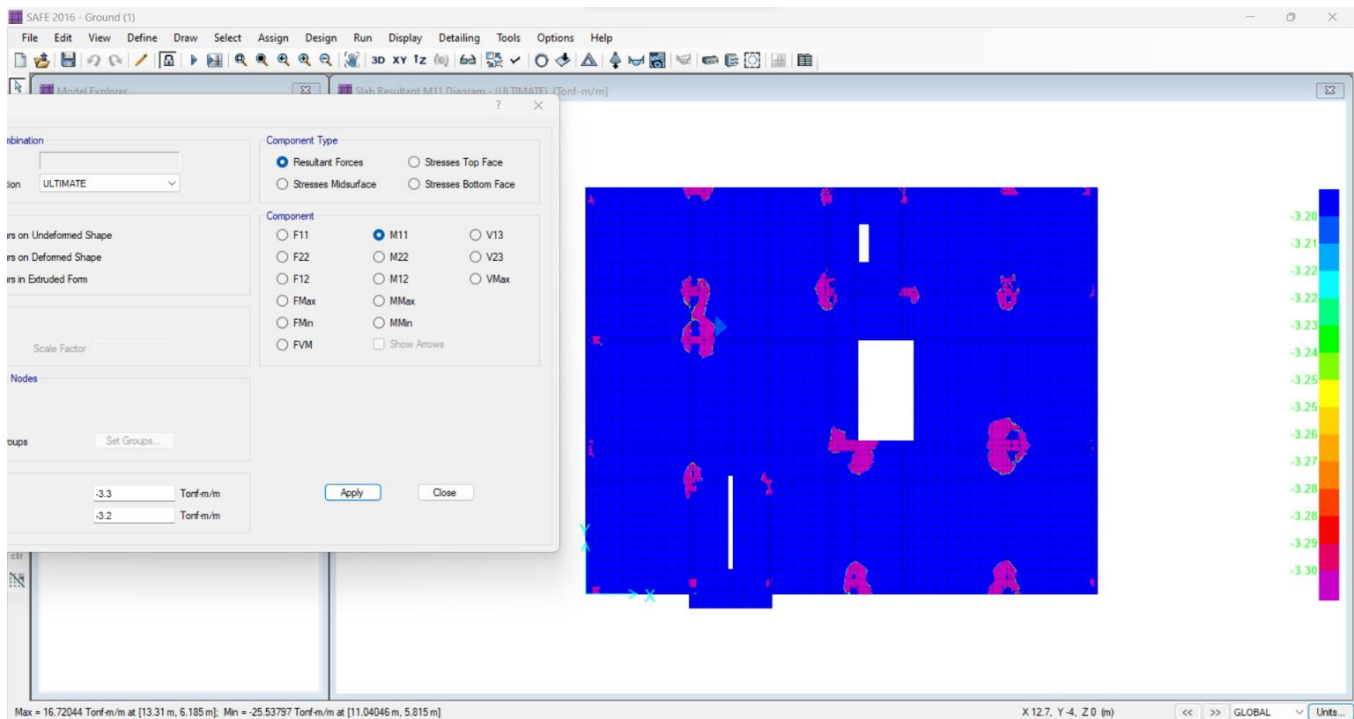 SAFE 2016 - Ground (1)
File Edit View Define Draw Select Assign Design Run Display Detailing Tools Options Help
3D XY
Model Explorer
Slab Resultant M11 Diagram - (ULTIMATE) [Tonf-m/m]
?
mbination
tion ULTIMATE
Component Type
Resultant Forces Stresses Top Face
Stresses Midsurface Stresses Bottom Face
Component
F11 M11 V13
F22 M22 V23
F12 M12 VMax
FMax MMax
FMin MMin
FVM Show Arrows
urs on Undeformed Shape
urs on Deformed Shape
urs in Extruded Form
Scale Factor
Nodes
roups Set Groups...
-3.3 Tonf-m/m
-3.2 Tonf-m/m
Apply Close
clr
Y
X
-3.20
-3.21
-3.22
-3.22
-3.23
-3.24
-3.25
-3.25
-3.26
-3.27
-3.28
-3.28
-3.29
-3.30
Max = 16.72044 Tonf-m/m at [13.31 m, 6.185 m]; Min = -25.53797 Tonf-m/m at [11.04046 m, 5.815 m] X 12.7, Y -4, Z 0 (m) << >> GLOBAL Units...